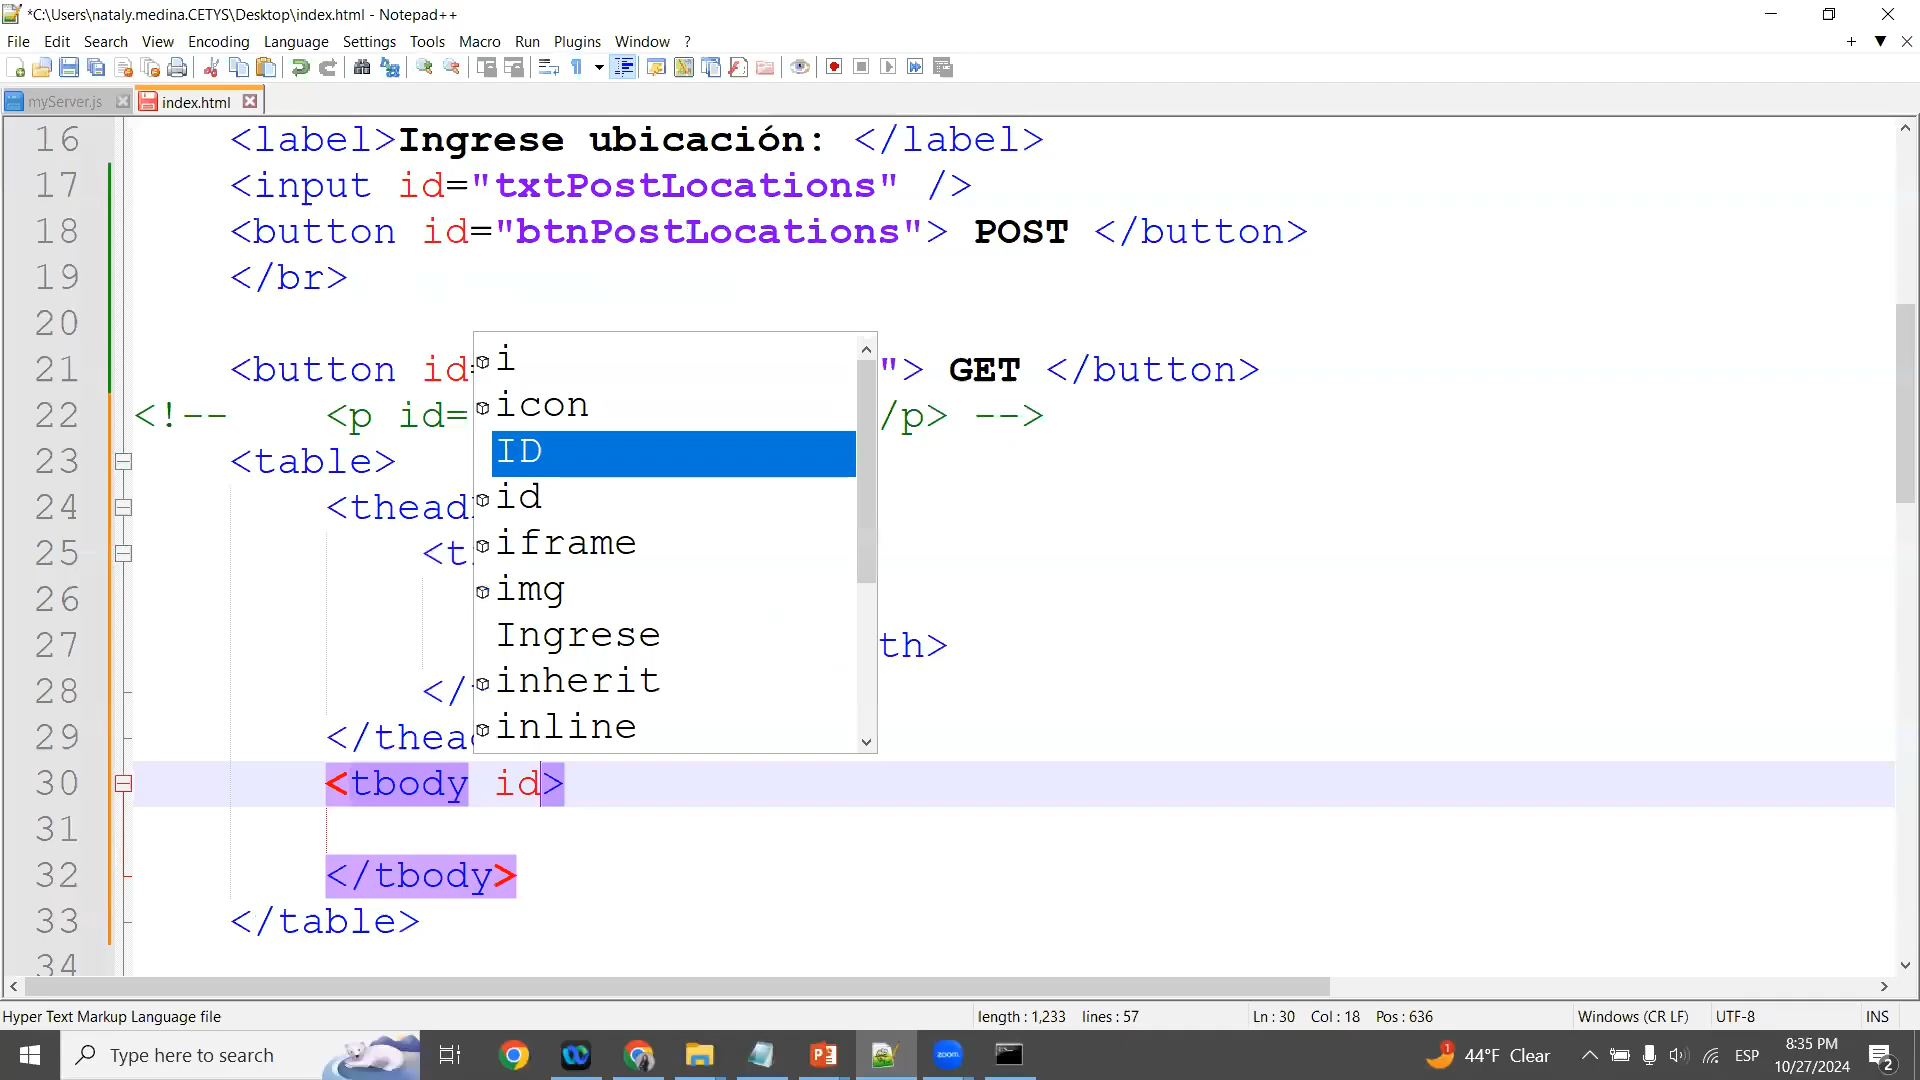 *C:\Users\nataly.medina.CETYS\Desktop\index.html - Notepad++
File Edit Search View Encoding Language Settings Tools Macro Run Plugins Window ?
myServer.js index.html
16 <label>Ingrese ubicación: </label>
17 <input id="txtPostLocations" />
18 <button id="btnPostLocations"> POST </button>
19 </br>
20
21 <button id "> GET </button>
22 <!-- <p id= /p> -->
23 <table>
24 <thead
25 <t
26
27 th>
28 </
29 </thead
30 <tbody id>
31
32 </tbody>
33 </table>
34
i
icon
ID
id
iframe
img
Ingrese
inherit
inline
Hyper Text Markup Language file length : 1,233 lines : 57 Ln : 30 Col : 18 Pos : 636 Windows (CR LF) UTF-8 INS
Type here to search
zoom
1
44°F Clear
ESP
8:35 PM
10/27/2024
2